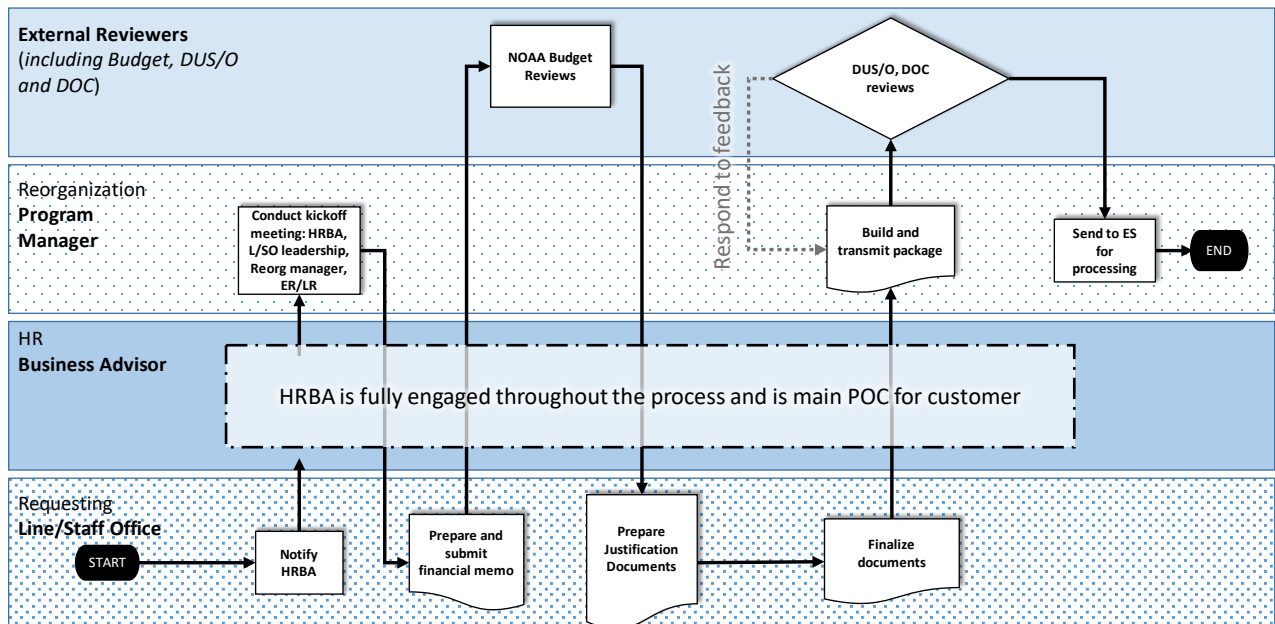 External Reviewers
(including Budget, DUS/O
and DOC)
NOAA Budget
Reviews
DUS/O, DOC
reviews
Respond to feedback
Reorganization
Program
Manager
Conduct kickoff
meeting: HRBA,
L/SO leadership,
Reorg manager,
ER/LR
Build and
transmit package
Send to ES
for
processing
END
HR
Business Advisor
HRBA is fully engaged throughout the process and is main POC for customer
Requesting
Line/Staff Office
START
Notify
HRBA
Prepare and
submit
financial memo
Prepare
Justification
Documents
Finalize
documents